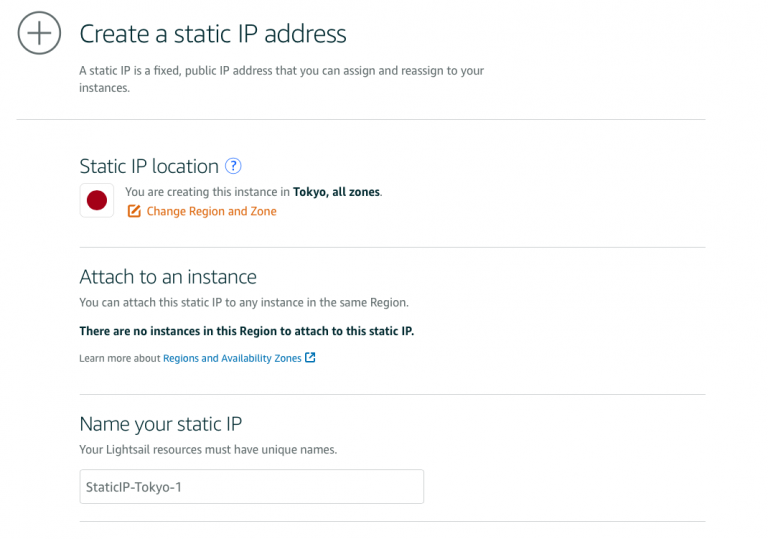 Create a static IP address
A static IP is a fixed, public IP address that you can assign and reassign to your
instances.
Static IP location ?
You are creating this instance in Tokyo, all zones.
Change Region and Zone
Attach to an instance
You can attach this static IP to any instance in the same Region.
There are no instances in this Region to attach to this static IP.
Learn more about Regions and Availability Zones
Name your static IP
Your Lightsail resources must have unique names.
StaticIP-Tokyo-1